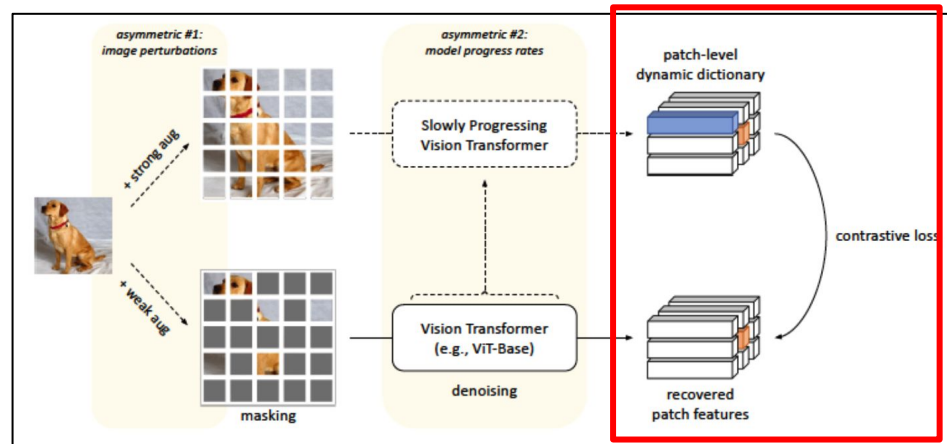 asymmetric #1:
image perturbations
asymmetric #2:
model progress rates
patch-level
dynamic dictionary
+ strong aug
Slowly Progressing
Vision Transformer
contrastive loss
+ weak aug
Vision Transformer
(e.g., ViT-Base)
masking
denoising
recovered
patch features